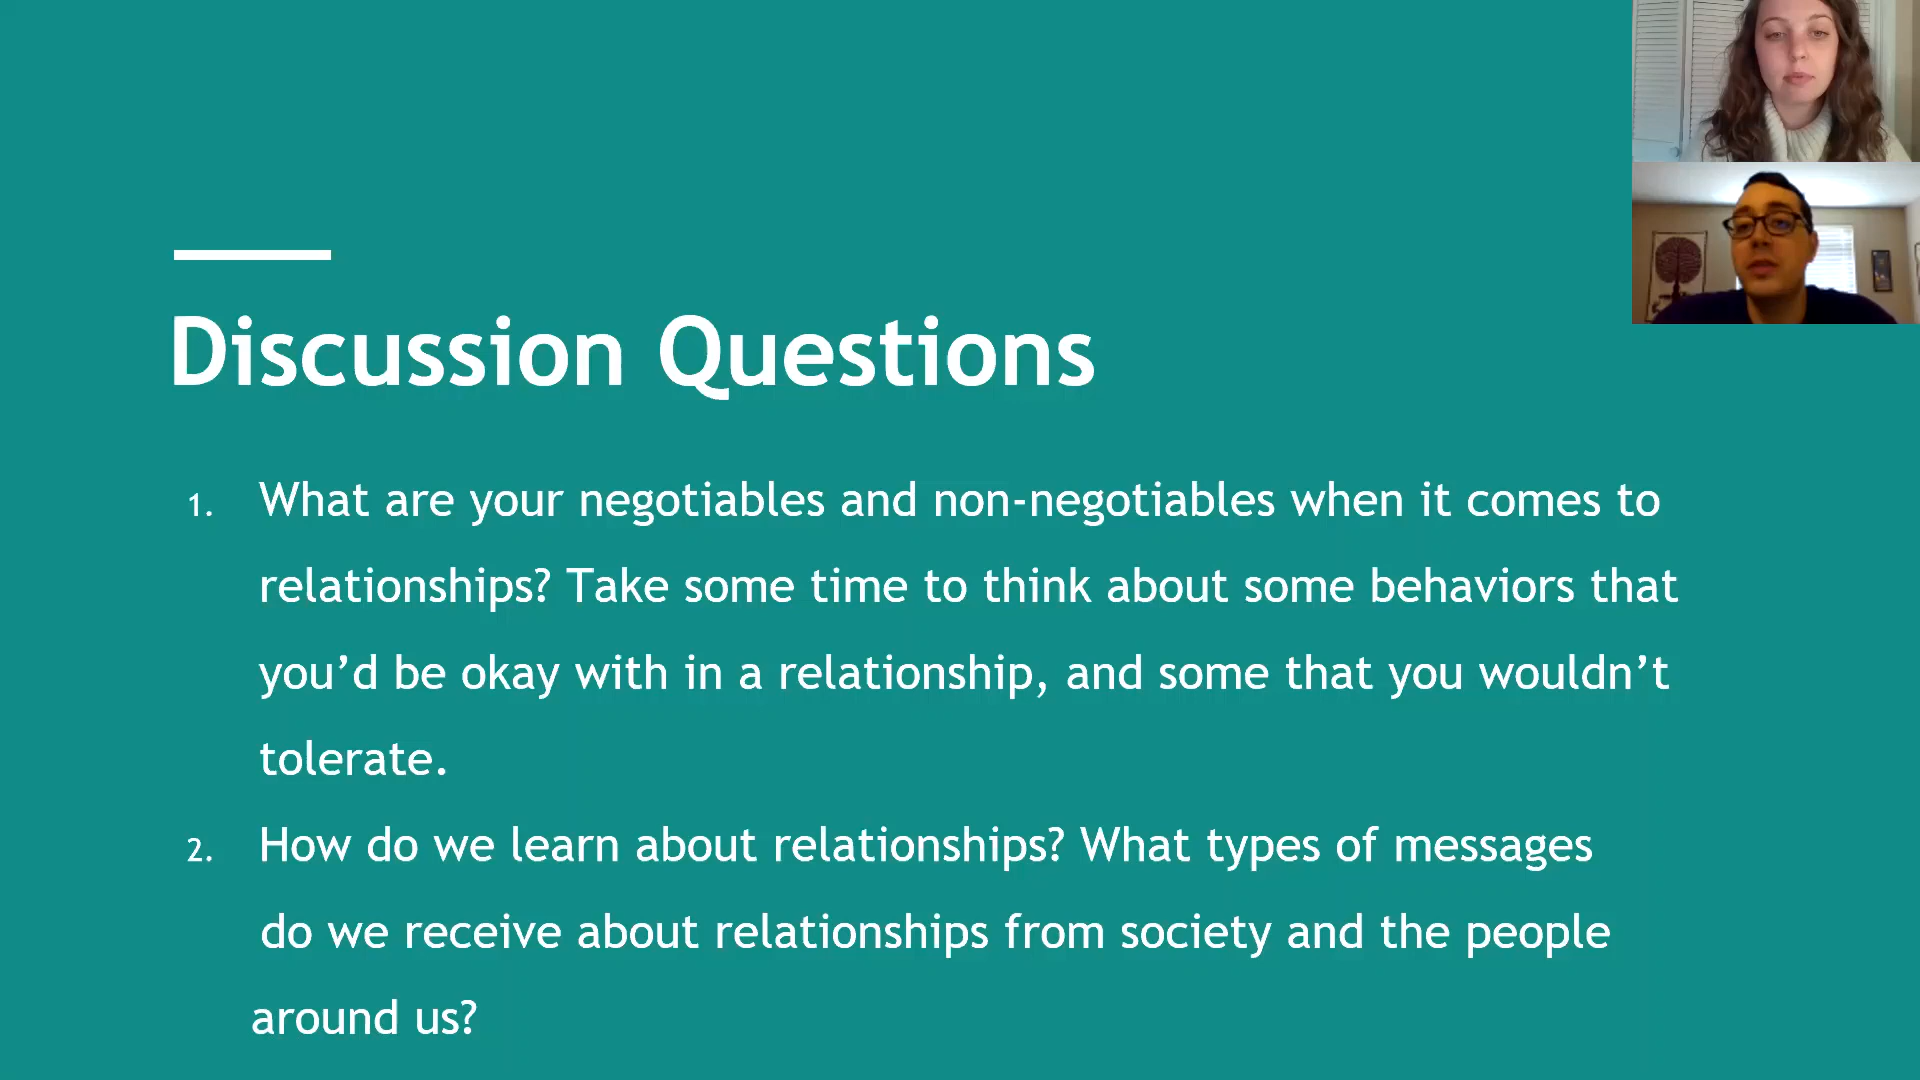 Discussion Questions
1. What are your negotiables and non-negotiables when it comes to
relationships? Take some time to think about some behaviors that
you’d be okay with in a relationship, and some that you wouldn’t
tolerate.
2. How do we learn about relationships? What types of messages
do we receive about relationships from society and the people
around us?